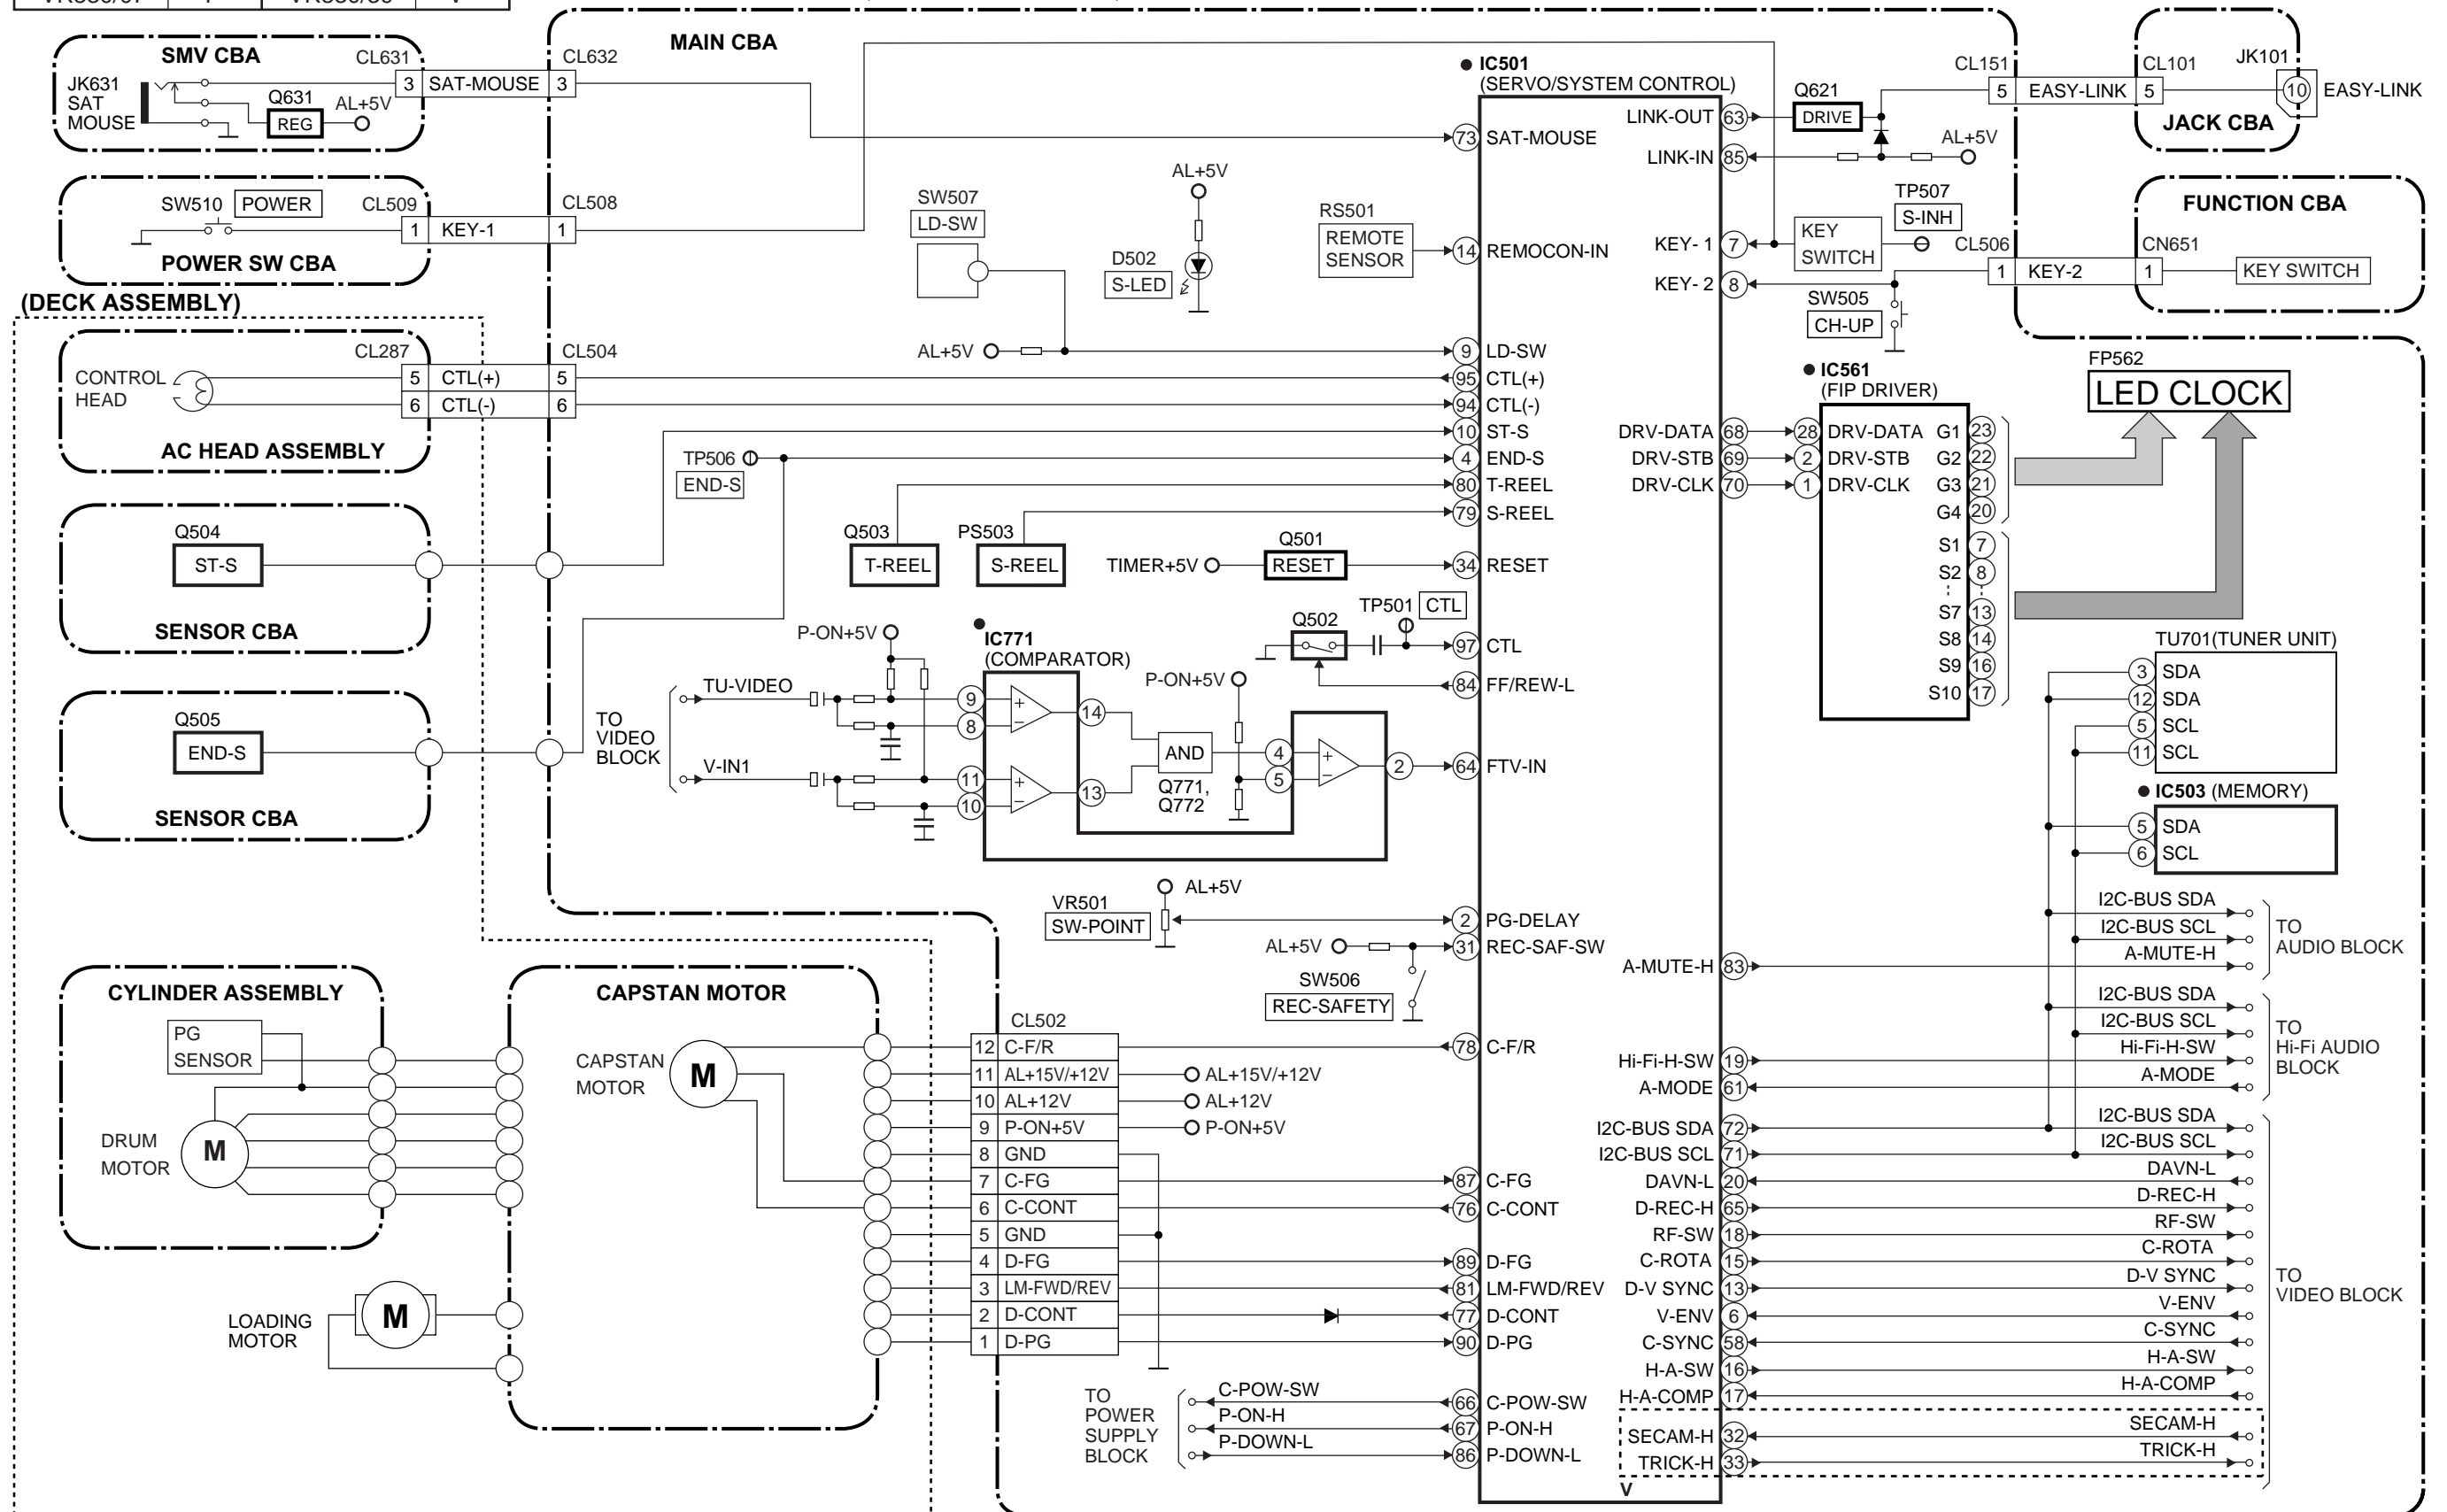 SMV CBA
CL631
CL632
MAIN CBA
JK631
SAT
MOUSE
Q631
REG
AL+5V
3 SAT-MOUSE 3
SW510 POWER
CL509
CL508
1 KEY-1 1
POWER SW CBA
(DECK ASSEMBLY)
CL287
CL504
CONTROL
HEAD
5 CTL(+) 5
6 CTL(-) 6
AC HEAD ASSEMBLY
Q504
ST-S
SENSOR CBA
Q505
END-S
SENSOR CBA
SW507
LD-SW
AL+5V
D502
S-LED
RS501
REMOTE
SENSOR
AL+5V
TP506
END-S
Q503
T-REEL
PS503
S-REEL
TIMER+5V
Q501
RESET
Q502
TP501 CTL
P-ON+5V
IC771
(COMPARATOR)
P-ON+5V
TO
VIDEO
BLOCK
TU-VIDEO
V-IN1
9
8
14
11
10
13
AND
Q771,
Q772
4
5
2
AL+5V
VR501
SW-POINT
AL+5V
SW506
REC-SAFETY
IC501
(SERVO/SYSTEM CONTROL)
73 SAT-MOUSE
14 REMOCON-IN
9 LD-SW
95 CTL(+)
94 CTL(-)
10 ST-S
4 END-S
80 T-REEL
79 S-REEL
34 RESET
97 CTL
84 FF/REW-L
64 FTV-IN
2 PG-DELAY
31 REC-SAF-SW
78 C-F/R
87 C-FG
76 C-CONT
89 D-FG
81 LM-FWD/REV
77 D-CONT
90 D-PG
66 C-POW-SW
67 P-ON-H
86 P-DOWN-L
LINK-OUT 63
LINK-IN 85
KEY- 1 7
KEY- 2 8
DRV-DATA 68
DRV-STB 69
DRV-CLK 70
A-MUTE-H 83
Hi-Fi-H-SW 19
A-MODE 61
I2C-BUS SDA 72
I2C-BUS SCL 71
DAVN-L 20
D-REC-H 65
RF-SW 18
C-ROTA 15
D-V SYNC 13
V-ENV 6
C-SYNC 58
H-A-SW 16
H-A-COMP 17
SECAM-H 32
TRICK-H 33
V
Q621
DRIVE
AL+5V
CL151
CL101
JK101
5 EASY-LINK 5
10 EASY-LINK
JACK CBA
TP507
S-INH
KEY
SWITCH
FUNCTION CBA
CL506
CN651
1 KEY-2 1
KEY SWITCH
SW505
CH-UP
IC561
(FIP DRIVER)
28 DRV-DATA
2 DRV-STB
1 DRV-CLK
G1 23
G2 22
G3 21
G4 20
S1 7
S2 8
S7 13
S8 14
S9 16
S10 17
FP562
LED CLOCK
TU701(TUNER UNIT)
3 SDA
12 SDA
5 SCL
11 SCL
IC503 (MEMORY)
5 SDA
6 SCL
I2C-BUS SDA
I2C-BUS SCL
A-MUTE-H
TO
AUDIO BLOCK
I2C-BUS SDA
I2C-BUS SCL
Hi-Fi-H-SW
A-MODE
TO
Hi-Fi AUDIO
BLOCK
I2C-BUS SDA
I2C-BUS SCL
DAVN-L
D-REC-H
RF-SW
C-ROTA
D-V SYNC
V-ENV
C-SYNC
H-A-SW
H-A-COMP
SECAM-H
TRICK-H
TO
VIDEO BLOCK
CYLINDER ASSEMBLY
PG
SENSOR
DRUM
MOTOR
M
LOADING
MOTOR
M
CAPSTAN MOTOR
CAPSTAN
MOTOR
M
CL502
12 C-F/R
11 AL+15V/+12V
10 AL+12V
9 P-ON+5V
8 GND
7 C-FG
6 C-CONT
5 GND
4 D-FG
3 LM-FWD/REV
2 D-CONT
1 D-PG
AL+15V/+12V
AL+12V
P-ON+5V
TO
POWER
SUPPLY
BLOCK
C-POW-SW
P-ON-H
P-DOWN-L